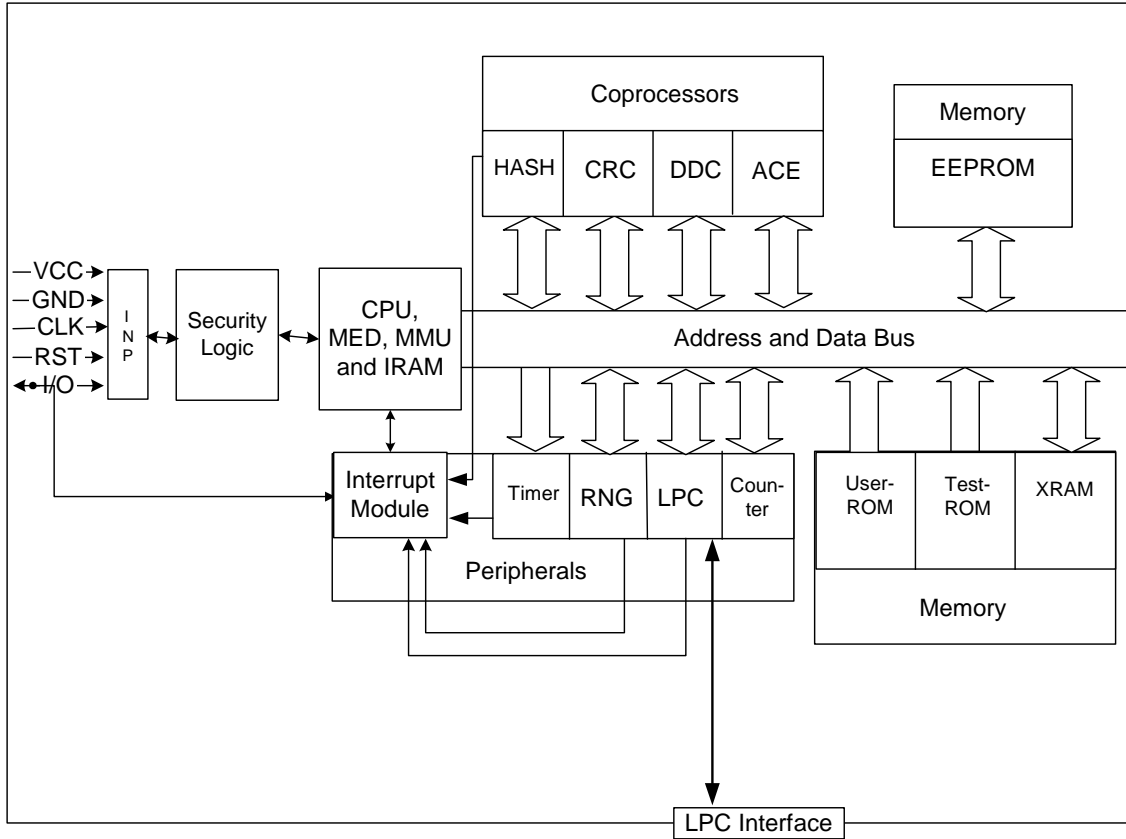 Coprocessors
HASH
CRC
DDC
ACE
Memory
EEPROM
VCC
GND
CLK
RST
I/O
I
N
P
Security
Logic
CPU,
MED, MMU
and IRAM
Address and Data Bus
Interrupt
Module
Timer
RNG
LPC
Coun-
ter
Peripherals
User-
ROM
Test-
ROM
XRAM
Memory
LPC Interface